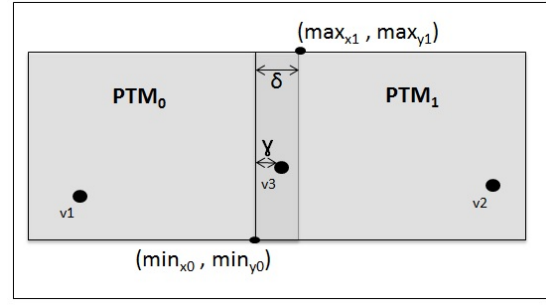 (max_x1 , max_y1)
δ
PTM_0 PTM_1
γ
v3
v1 v2
(min_x0 , min_y0)